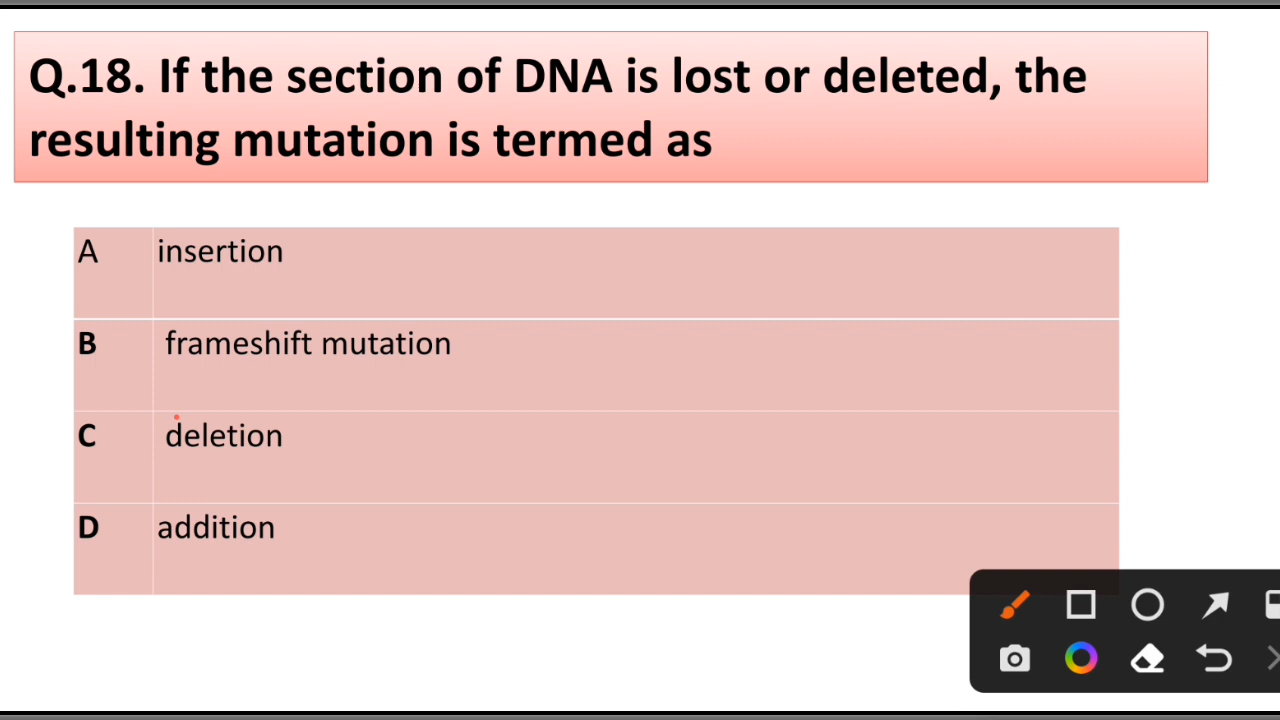 Q.18. If the section of DNA is lost or deleted, the
resulting mutation is termed as
A insertion
B frameshift mutation
C deletion
D addition